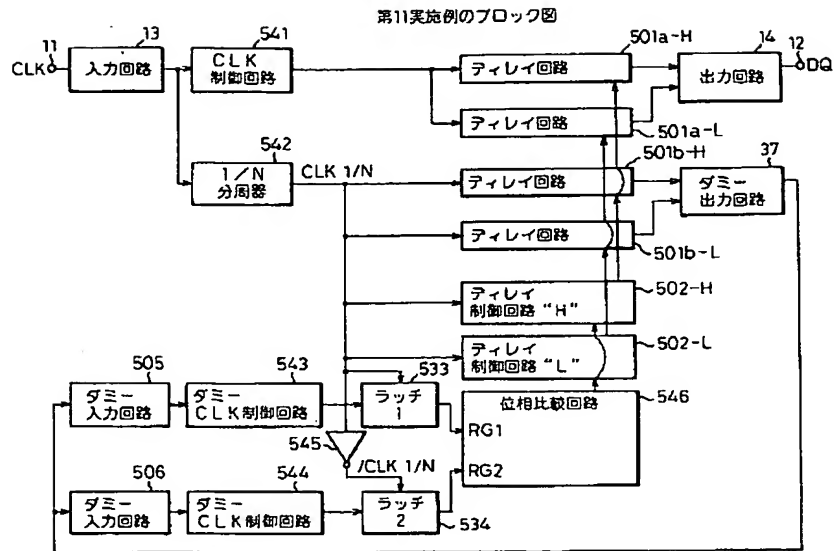 第11実施例のブロック図
11
CLK
13
入力回路
541
CLK
制御回路
501a-H
ディレイ回路
14
出力回路
12
DQ
ディレイ回路
501a-L
542
1/N
分周器
CLK 1/N
501b-H
ディレイ回路
37
ダミー
出力回路
ディレイ回路
501b-L
ディレイ
制御回路“H”
502-H
ディレイ
制御回路“L”
502-L
505
ダミー
入力回路
543
ダミー
CLK制御回路
533
ラッチ
1
位相比較回路
546
RG1
RG2
545
/CLK 1/N
506
ダミー
入力回路
544
ダミー
CLK制御回路
ラッチ
2
534